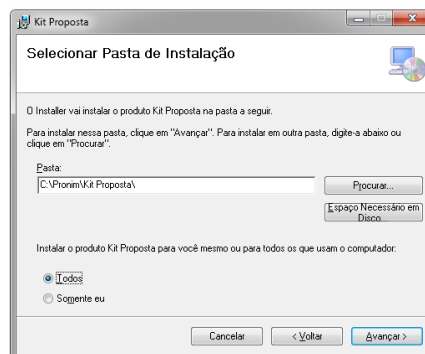 Kit Proposta
Selecionar Pasta de Instalação
O Installer vai instalar o produto Kit Proposta na pasta a seguir.
Para instalar nessa pasta, clique em "Avançar". Para instalar em outra pasta, digite-a abaixo ou
clique em "Procurar".
Pasta:
C:\Pronim\Kit Proposta\
Procurar...
Espaço Necessário em
Disco...
Instalar o produto Kit Proposta para você mesmo ou para todos os que usam o computador:
Todos
Somente eu
Cancelar
< Voltar
Avançar >